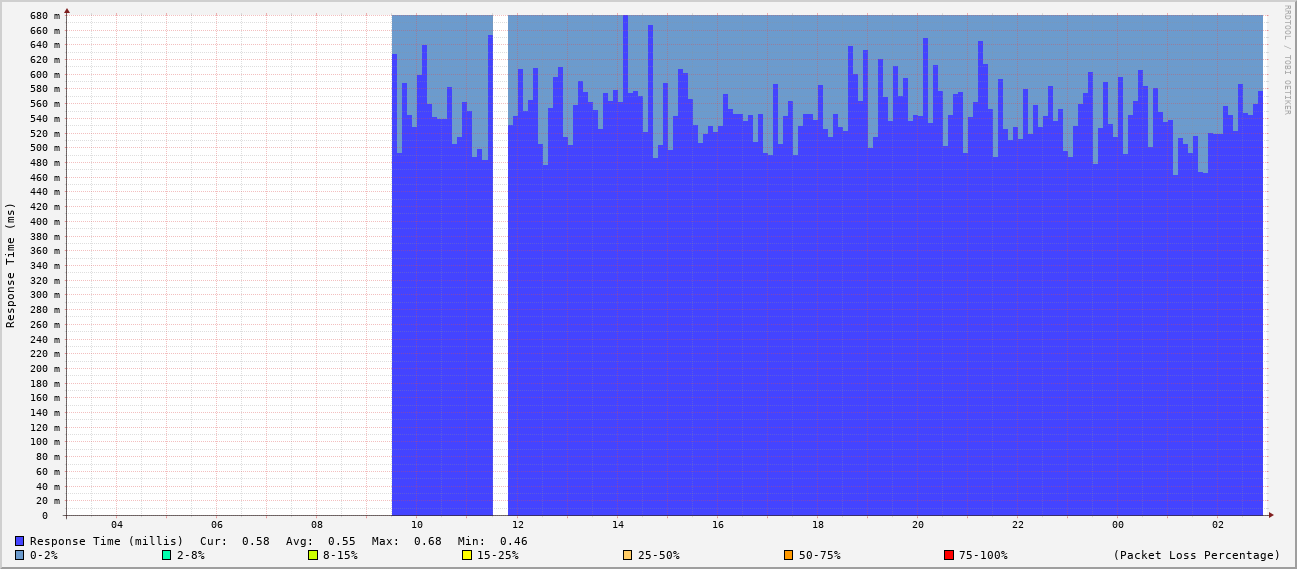 RRDTOOL / TOBI OETIKER
Response Time (ms)
680 m
660 m
640 m
620 m
600 m
580 m
560 m
540 m
520 m
500 m
480 m
460 m
440 m
420 m
400 m
380 m
360 m
340 m
320 m
300 m
280 m
260 m
240 m
220 m
200 m
180 m
160 m
140 m
120 m
100 m
80 m
60 m
40 m
20 m
0
04 06 08 10 12 14 16 18 20 22 00 02
Response Time (millis) Cur: 0.58 Avg: 0.55 Max: 0.68 Min: 0.46
0-2% 2-8% 8-15% 15-25% 25-50% 50-75% 75-100% (Packet Loss Percentage)